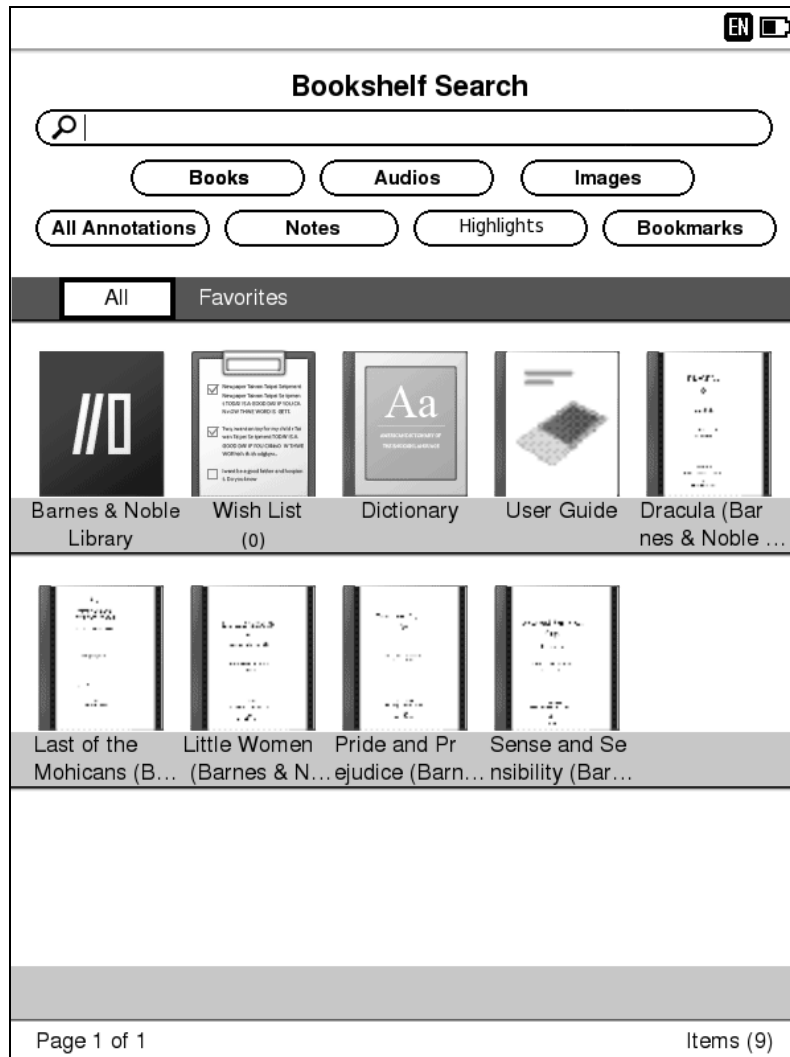 EN
Bookshelf Search
Books Audios Images
All Annotations Notes Highlights Bookmarks
All Favorites
Aa
Barnes & Noble Library
Wish List (0)
Dictionary
User Guide
Dracula (Bar
nes & Noble ...
Last of the
Mohicans (B...
Little Women
(Barnes & N...
Pride and Pr
ejudice (Barn...
Sense and Se
nsibility (Bar...
Page 1 of 1 Items (9)